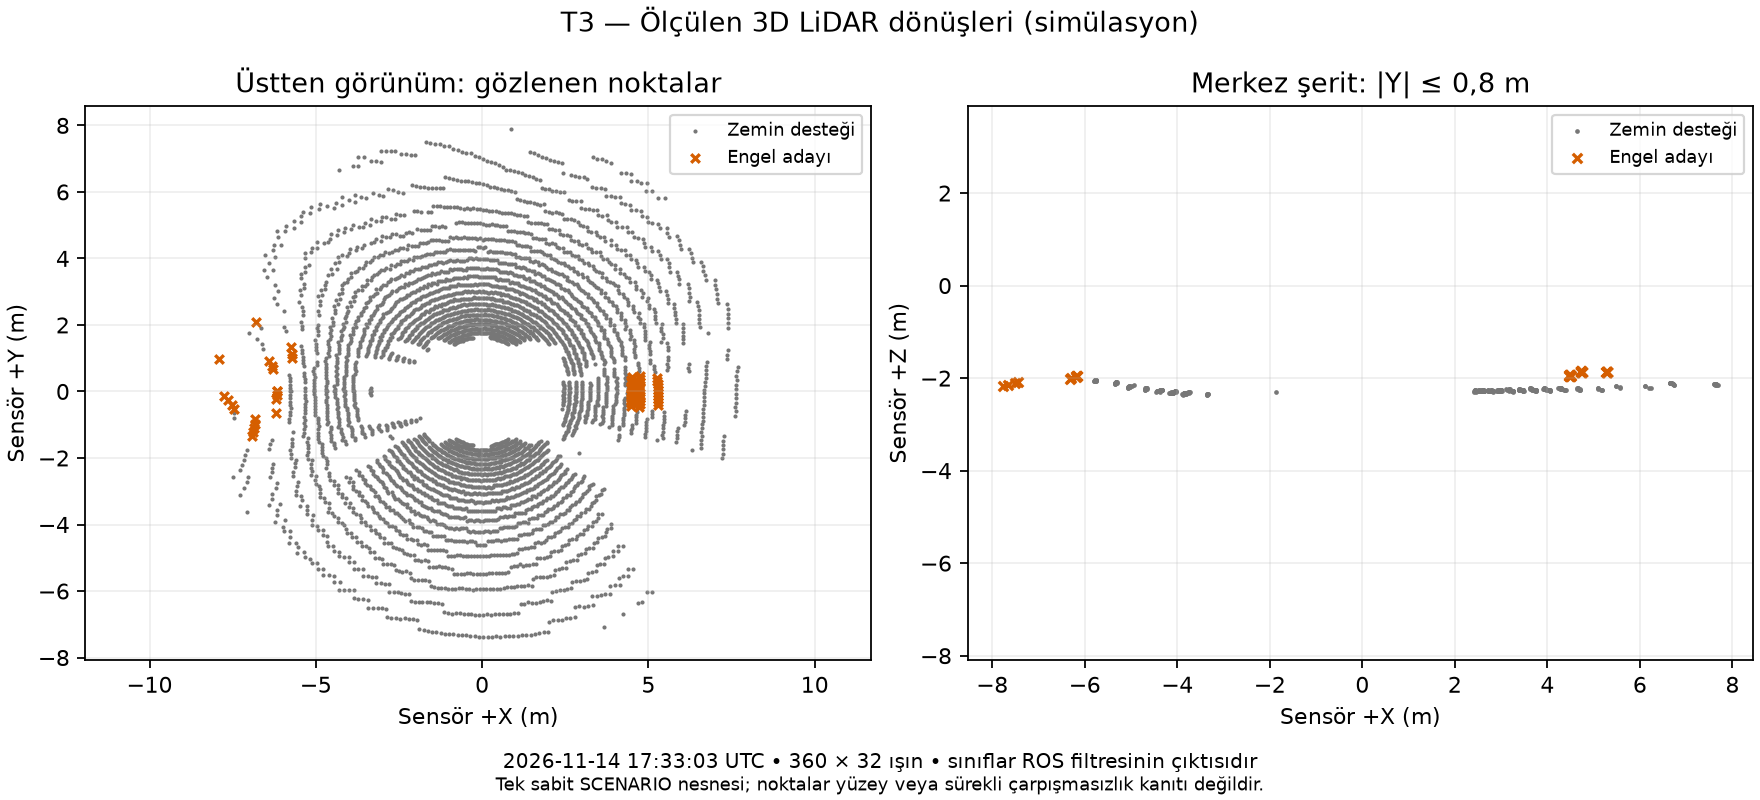 T3 — Ölçülen 3D LiDAR dönüşleri (simülasyon)
Üstten görünüm: gözlenen noktalar
Zemin desteği
Engel adayı
8
6
4
2
0
−2
−4
−6
−8
Sensör +Y (m)
−10
−5
0
5
10
Sensör +X (m)
Merkez şerit: |Y| ≤ 0,8 m
Zemin desteği
Engel adayı
2
0
−2
−4
−6
−8
Sensör +Z (m)
−8
−6
−4
−2
0
2
4
6
8
Sensör +X (m)
2026-11-14 17:33:03 UTC • 360 × 32 ışın • sınıflar ROS filtresinin çıktısıdır
Tek sabit SCENARIO nesnesi; noktalar yüzey veya sürekli çarpışmasızlık kanıtı değildir.